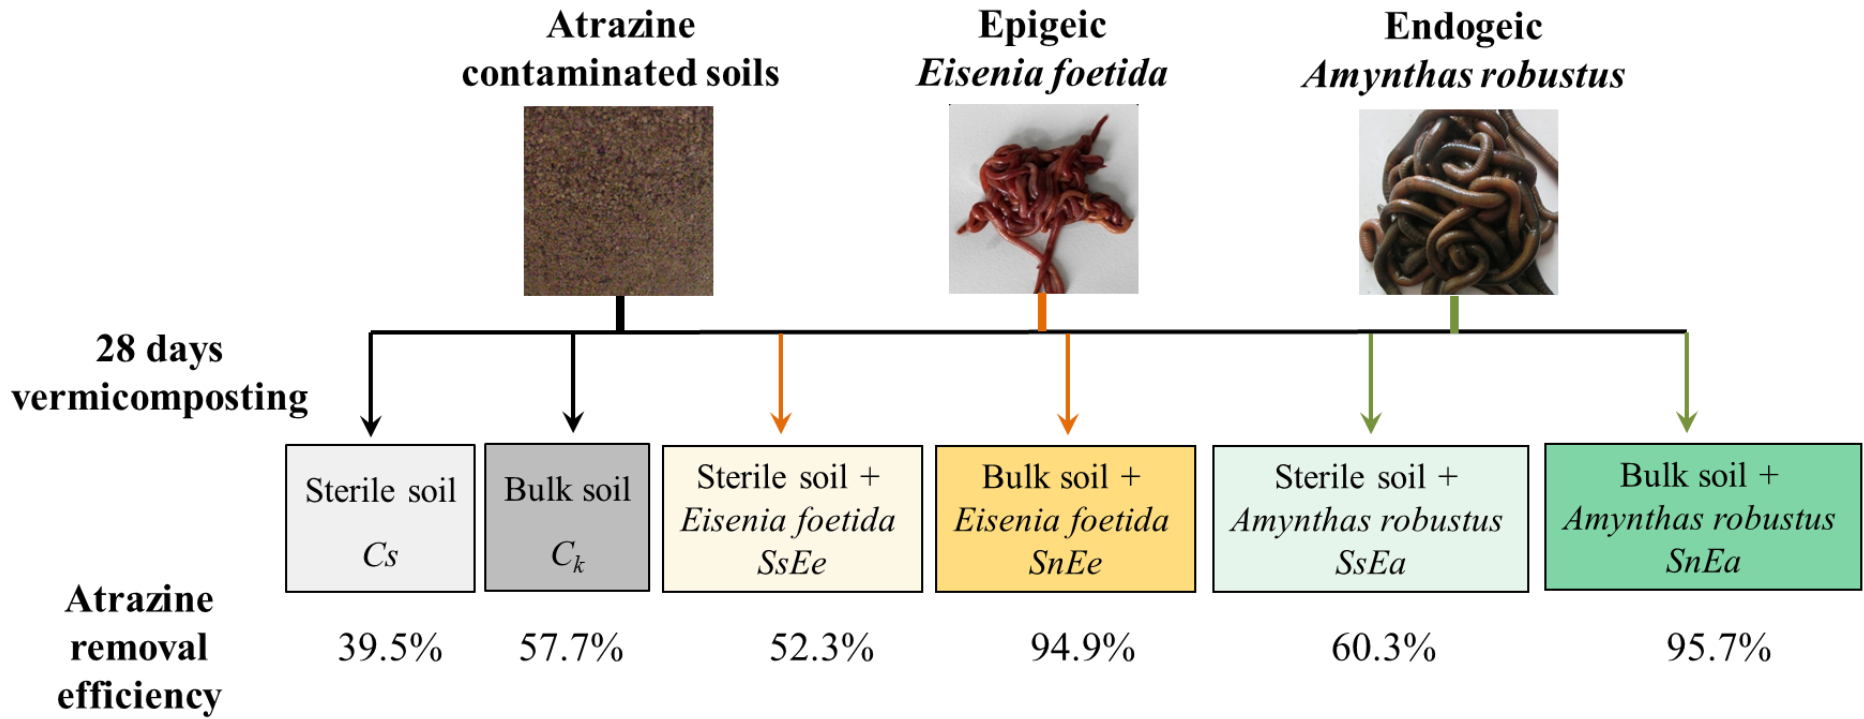 Atrazine
contaminated soils
Epigeic
Eisenia foetida
Endogeic
Amynthas robustus
28 days
vermicomposting
Sterile soil
Cs
Bulk soil
Ck
Sterile soil +
Eisenia foetida
SsEe
Bulk soil +
Eisenia foetida
SnEe
Sterile soil +
Amynthas robustus
SsEa
Bulk soil +
Amynthas robustus
SnEa
Atrazine
removal
efficiency
39.5%
57.7%
52.3%
94.9%
60.3%
95.7%